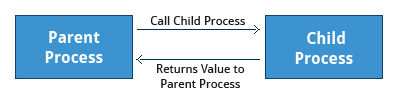 Parent
Process
Call Child Process
Returns Value to
Parent Process
Child
Process